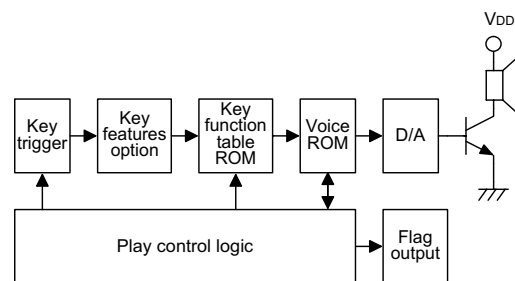 VDD
Key
trigger
Key
features
option
Key
function
table
ROM
Voice
ROM
D/A
Play control logic
Flag
output